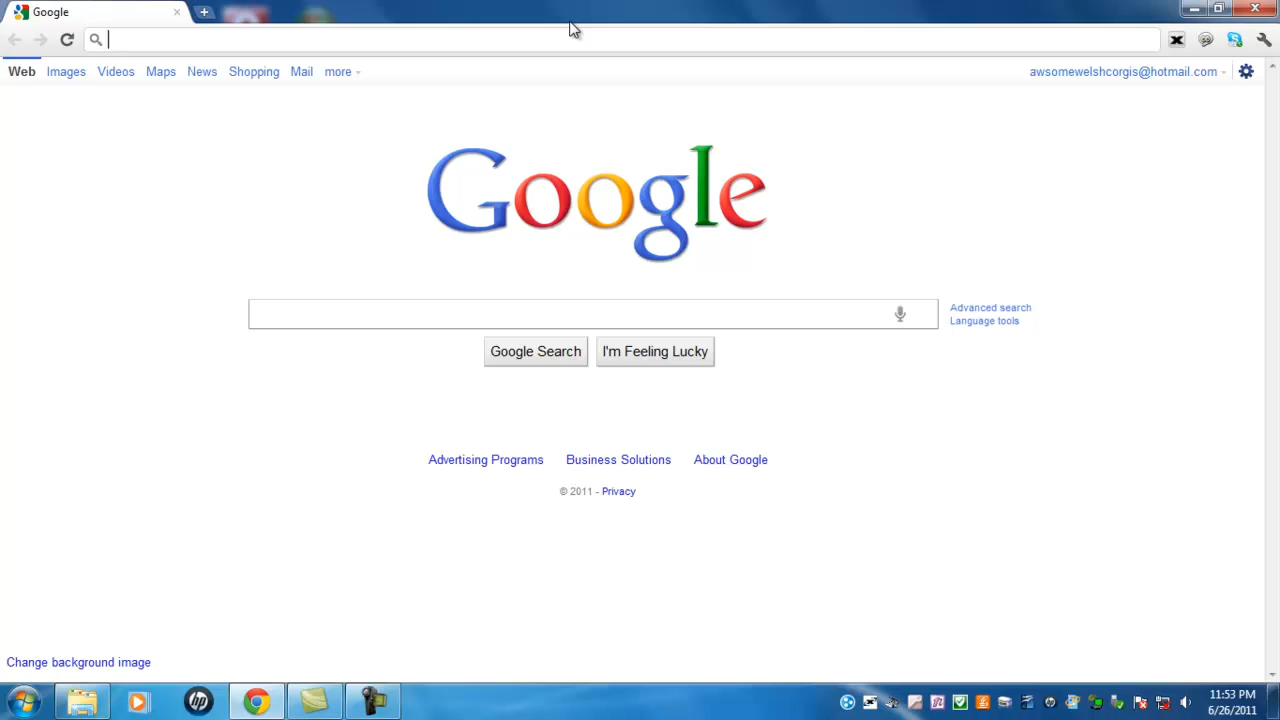 Google
Web Images Videos Maps News Shopping Mail more
awsomewelshcorgis@hotmail.com
Google
Advanced search
Language tools
Google Search I'm Feeling Lucky
Advertising Programs Business Solutions About Google
© 2011 - Privacy
Change background image
hp
11:53 PM
6/26/2011